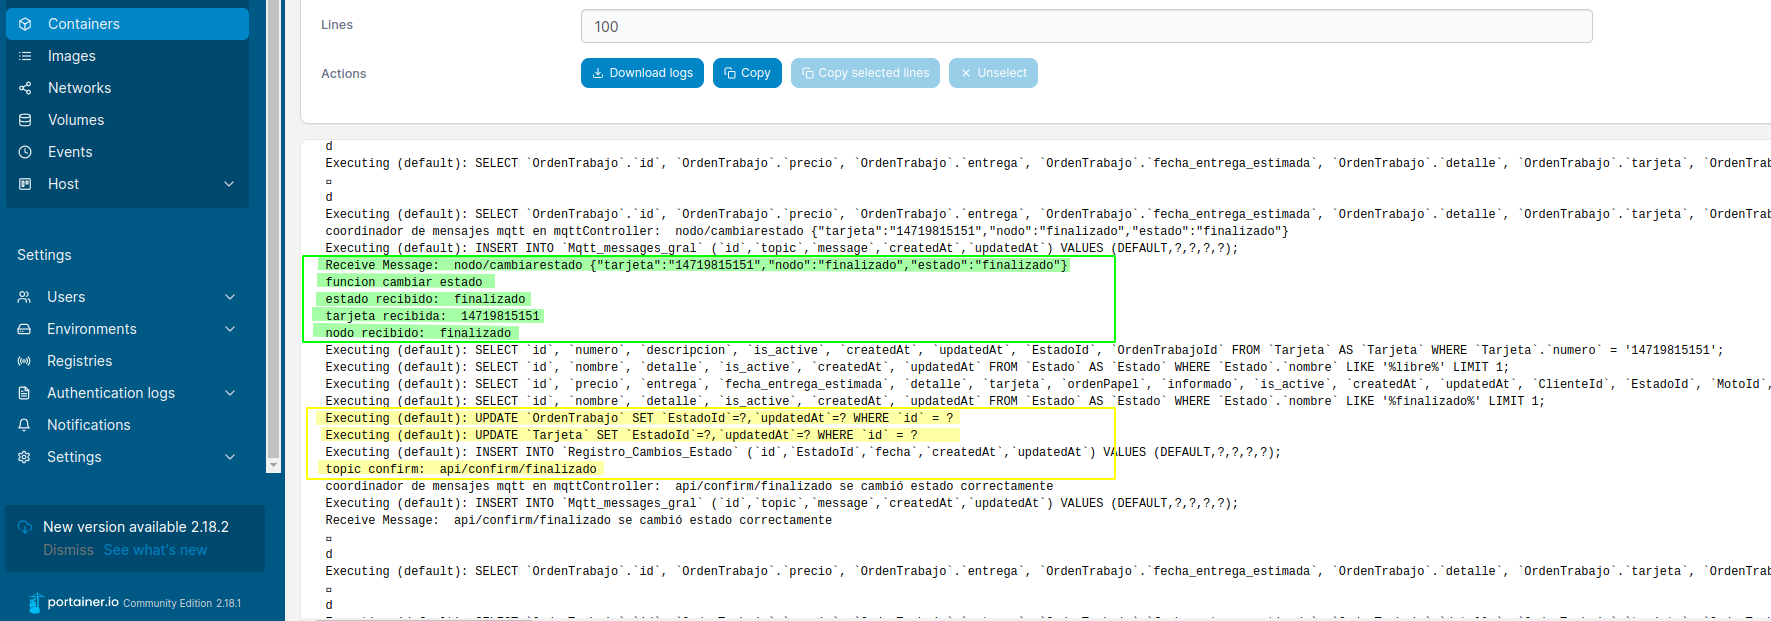 Containers
Images
Networks
Volumes
Events
Host
Settings
Users
Environments
Registries
Authentication logs
Notifications
Settings
New version available 2.18.2
Dismiss See what's new
portainer.io Community Edition 2.18.1
Lines
100
Actions
Download logs
Copy
Copy selected lines
Unselect
d
Executing (default): SELECT `OrdenTrabajo`.`id`, `OrdenTrabajo`.`precio`, `OrdenTrabajo`.`entrega`, `OrdenTrabajo`.`fecha_entrega_estimada`, `OrdenTrabajo`.`detalle`, `OrdenTrabajo`.`tarjeta`, `OrdenTrab
d
Executing (default): SELECT `OrdenTrabajo`.`id`, `OrdenTrabajo`.`precio`, `OrdenTrabajo`.`entrega`, `OrdenTrabajo`.`fecha_entrega_estimada`, `OrdenTrabajo`.`detalle`, `OrdenTrabajo`.`tarjeta`, `OrdenTrab
coordinador de mensajes mqtt en mqttController:  nodo/cambiarestado {"tarjeta":"14719815151","nodo":"finalizado","estado":"finalizado"}
Executing (default): INSERT INTO `Mqtt_messages_gral` (`id`,`topic`,`message`,`createdAt`,`updatedAt`) VALUES (DEFAULT,?,?,?,?);
Receive Message:  nodo/cambiarestado {"tarjeta":"14719815151","nodo":"finalizado","estado":"finalizado"}
funcion cambiar estado
estado recibido:  finalizado
tarjeta recibida:  14719815151
nodo recibido:  finalizado
Executing (default): SELECT `id`, `numero`, `descripcion`, `is_active`, `createdAt`, `updatedAt`, `EstadoId`, `OrdenTrabajoId` FROM `Tarjeta` AS `Tarjeta` WHERE `Tarjeta`.`numero` = '14719815151';
Executing (default): SELECT `id`, `nombre`, `detalle`, `is_active`, `createdAt`, `updatedAt` FROM `Estado` AS `Estado` WHERE `Estado`.`nombre` LIKE '%libre%' LIMIT 1;
Executing (default): SELECT `id`, `precio`, `entrega`, `fecha_entrega_estimada`, `detalle`, `tarjeta`, `ordenPapel`, `informado`, `is_active`, `createdAt`, `updatedAt`, `ClienteId`, `EstadoId`, `MotoId`,
Executing (default): SELECT `id`, `nombre`, `detalle`, `is_active`, `createdAt`, `updatedAt` FROM `Estado` AS `Estado` WHERE `Estado`.`nombre` LIKE '%finalizado%' LIMIT 1;
Executing (default): UPDATE `OrdenTrabajo` SET `EstadoId`=?,`updatedAt`=? WHERE `id` = ?
Executing (default): UPDATE `Tarjeta` SET `EstadoId`=?,`updatedAt`=? WHERE `id` = ?
Executing (default): INSERT INTO `Registro_Cambios_Estado` (`id`,`EstadoId`,`fecha`,`createdAt`,`updatedAt`) VALUES (DEFAULT,?,?,?,?);
topic confirm:  api/confirm/finalizado
coordinador de mensajes mqtt en mqttController:  api/confirm/finalizado se cambió estado correctamente
Executing (default): INSERT INTO `Mqtt_messages_gral` (`id`,`topic`,`message`,`createdAt`,`updatedAt`) VALUES (DEFAULT,?,?,?,?);
Receive Message:  api/confirm/finalizado se cambió estado correctamente
d
Executing (default): SELECT `OrdenTrabajo`.`id`, `OrdenTrabajo`.`precio`, `OrdenTrabajo`.`entrega`, `OrdenTrabajo`.`fecha_entrega_estimada`, `OrdenTrabajo`.`detalle`, `OrdenTrabajo`.`tarjeta`, `OrdenTrab
d